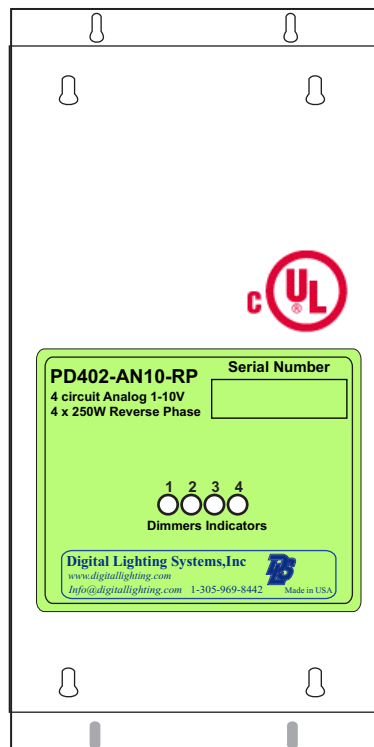 C UL ®
PD402-AN10-RP
Serial Number
4 circuit Analog 1-10V
4 x 250W Reverse Phase
1 2 3 4
Dimmers Indicators
Digital Lighting Systems,Inc
DLS
www.digitallighting.com
Info@digitallighting.com 1-305-969-8442 Made in USA